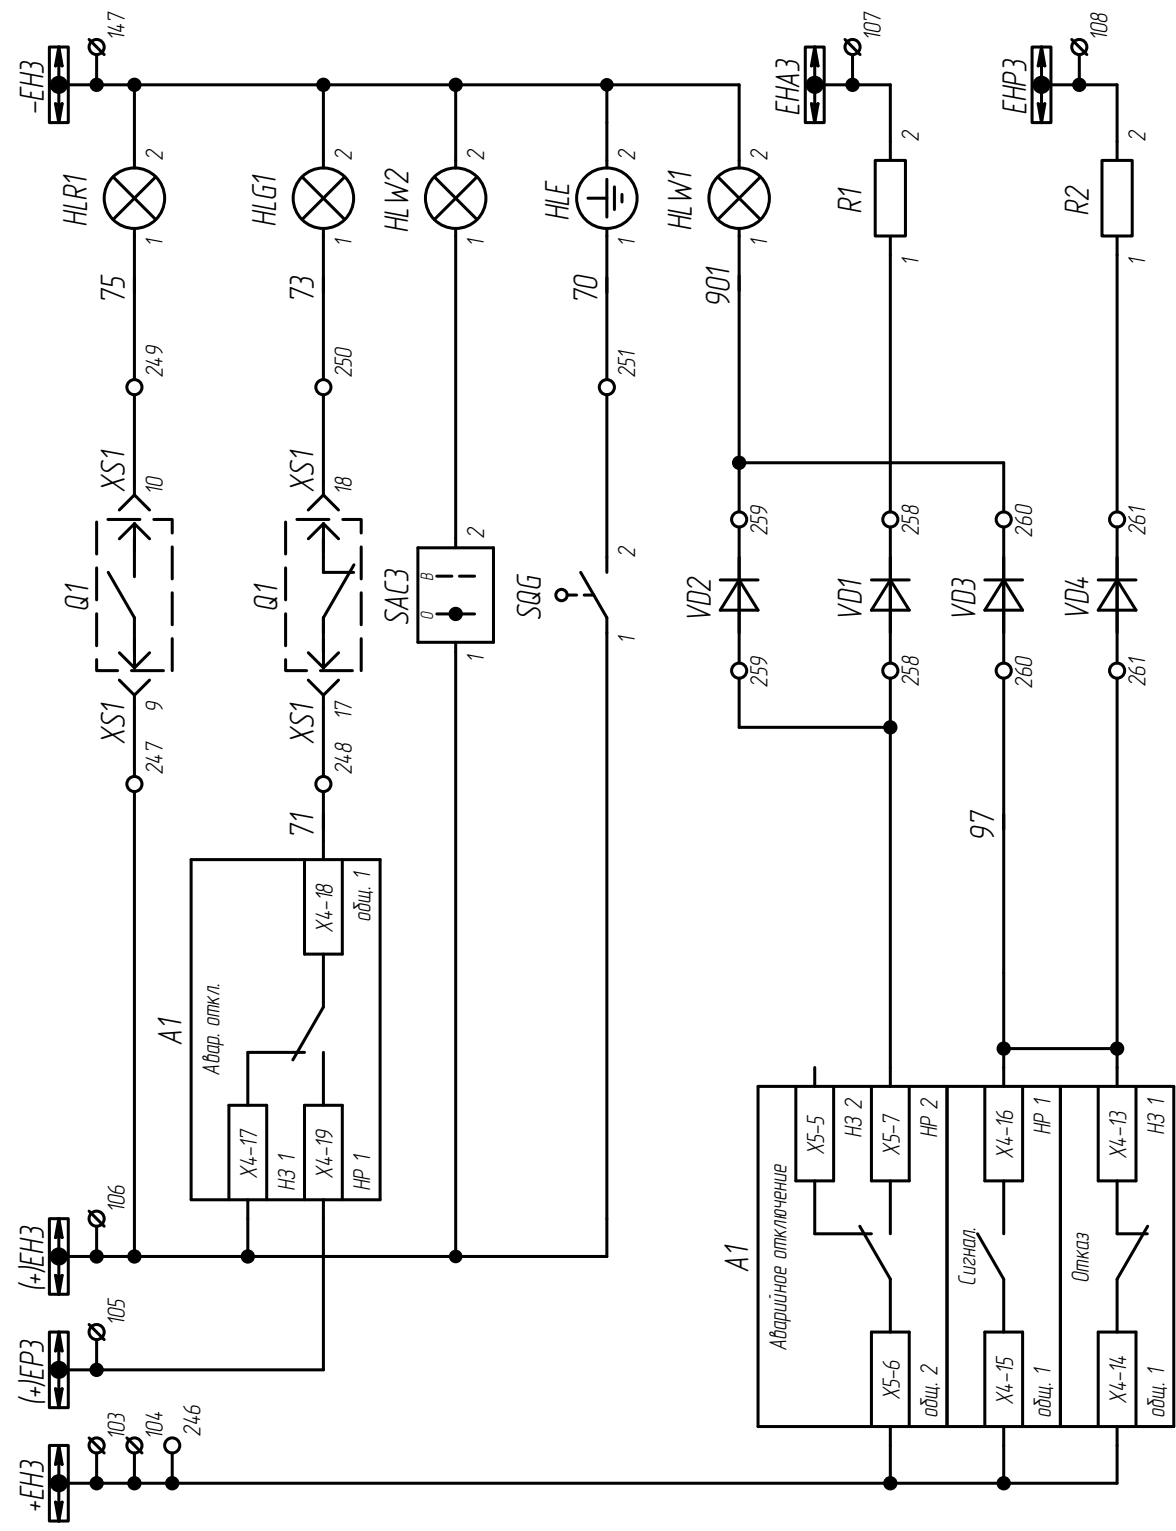 +EH3
103
104
246
(+)EP3
105
(+)EH3
106
-EH3
147
XS1
9
247
Q1
XS1
10
249
75
HLR1
1
2
A1
Авар. откл.
X4-17
НЗ 1
X4-19
НР 1
X4-18
общ. 1
71
248
XS1
17
Q1
XS1
18
250
73
HLG1
1
2
SAC3
О
В
1
2
HLW2
1
2
SQG
1
2
251
70
HLE
1
2
A1
Аварийное отключение
X5-6
общ. 2
X5-5
НЗ 2
X5-7
НР 2
Сигнал.
X4-15
общ. 1
X4-16
НР 1
Отказ
X4-14
общ. 1
X4-13
НЗ 1
259
VD2
259
901
HLW1
1
2
258
VD1
258
R1
1
2
EHA3
107
97
260
VD3
260
261
VD4
261
R2
1
2
EHP3
108